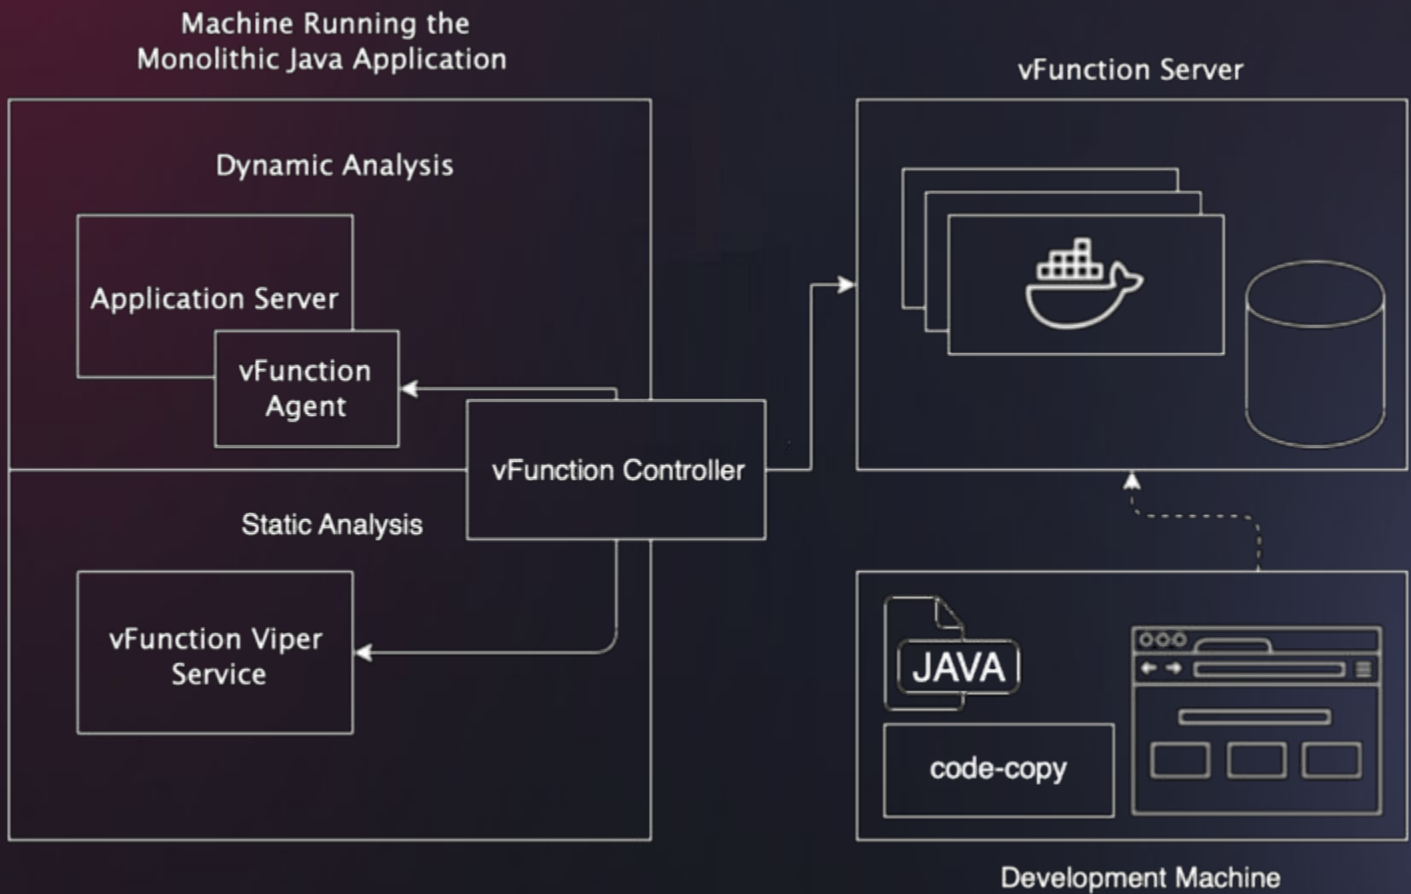 Machine Running the
Monolithic Java Application
vFunction Server
Dynamic Analysis
Application Server
vFunction
Agent
vFunction Controller
Static Analysis
vFunction Viper
Service
JAVA
code-copy
Development Machine